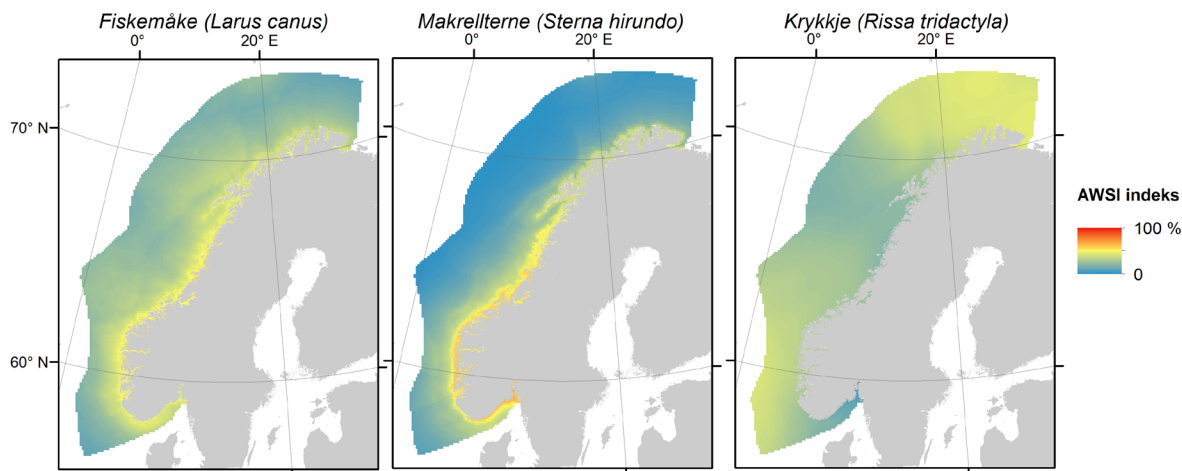 Fiskemåke (Larus canus)
Makrellterne (Sterna hirundo)
Krykkje (Rissa tridactyla)
0° 20° E
0° 20° E
0° 20° E
70° N
60° N
AWSI indeks
100 %
0